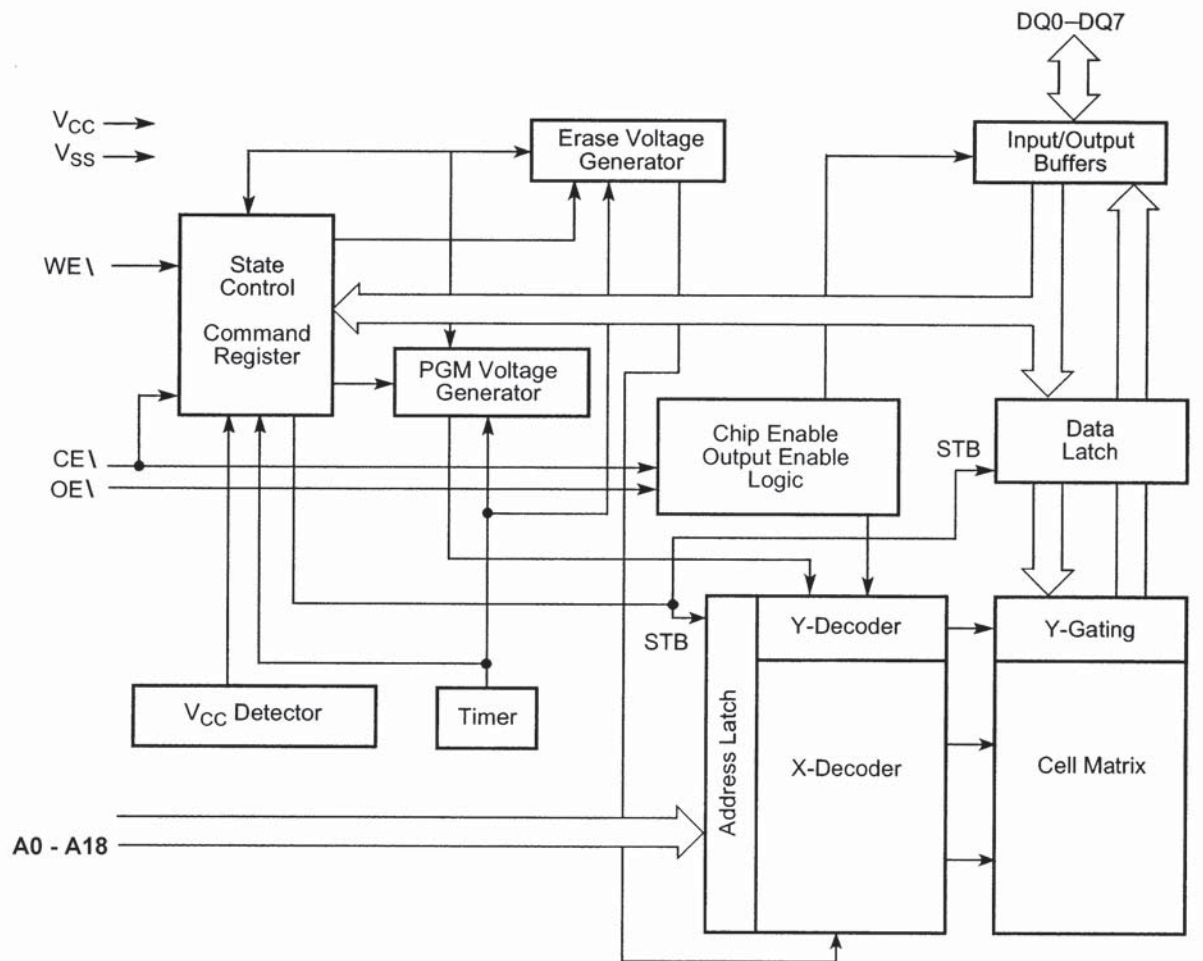 DQ0–DQ7
VCC
VSS
Erase Voltage
Generator
Input/Output
Buffers
WE\
State
Control
Command
Register
PGM Voltage
Generator
Chip Enable
Output Enable
Logic
STB
Data
Latch
CE\
OE\
STB
Y-Decoder
Y-Gating
VCC Detector
Timer
Address Latch
X-Decoder
Cell Matrix
A0 - A18